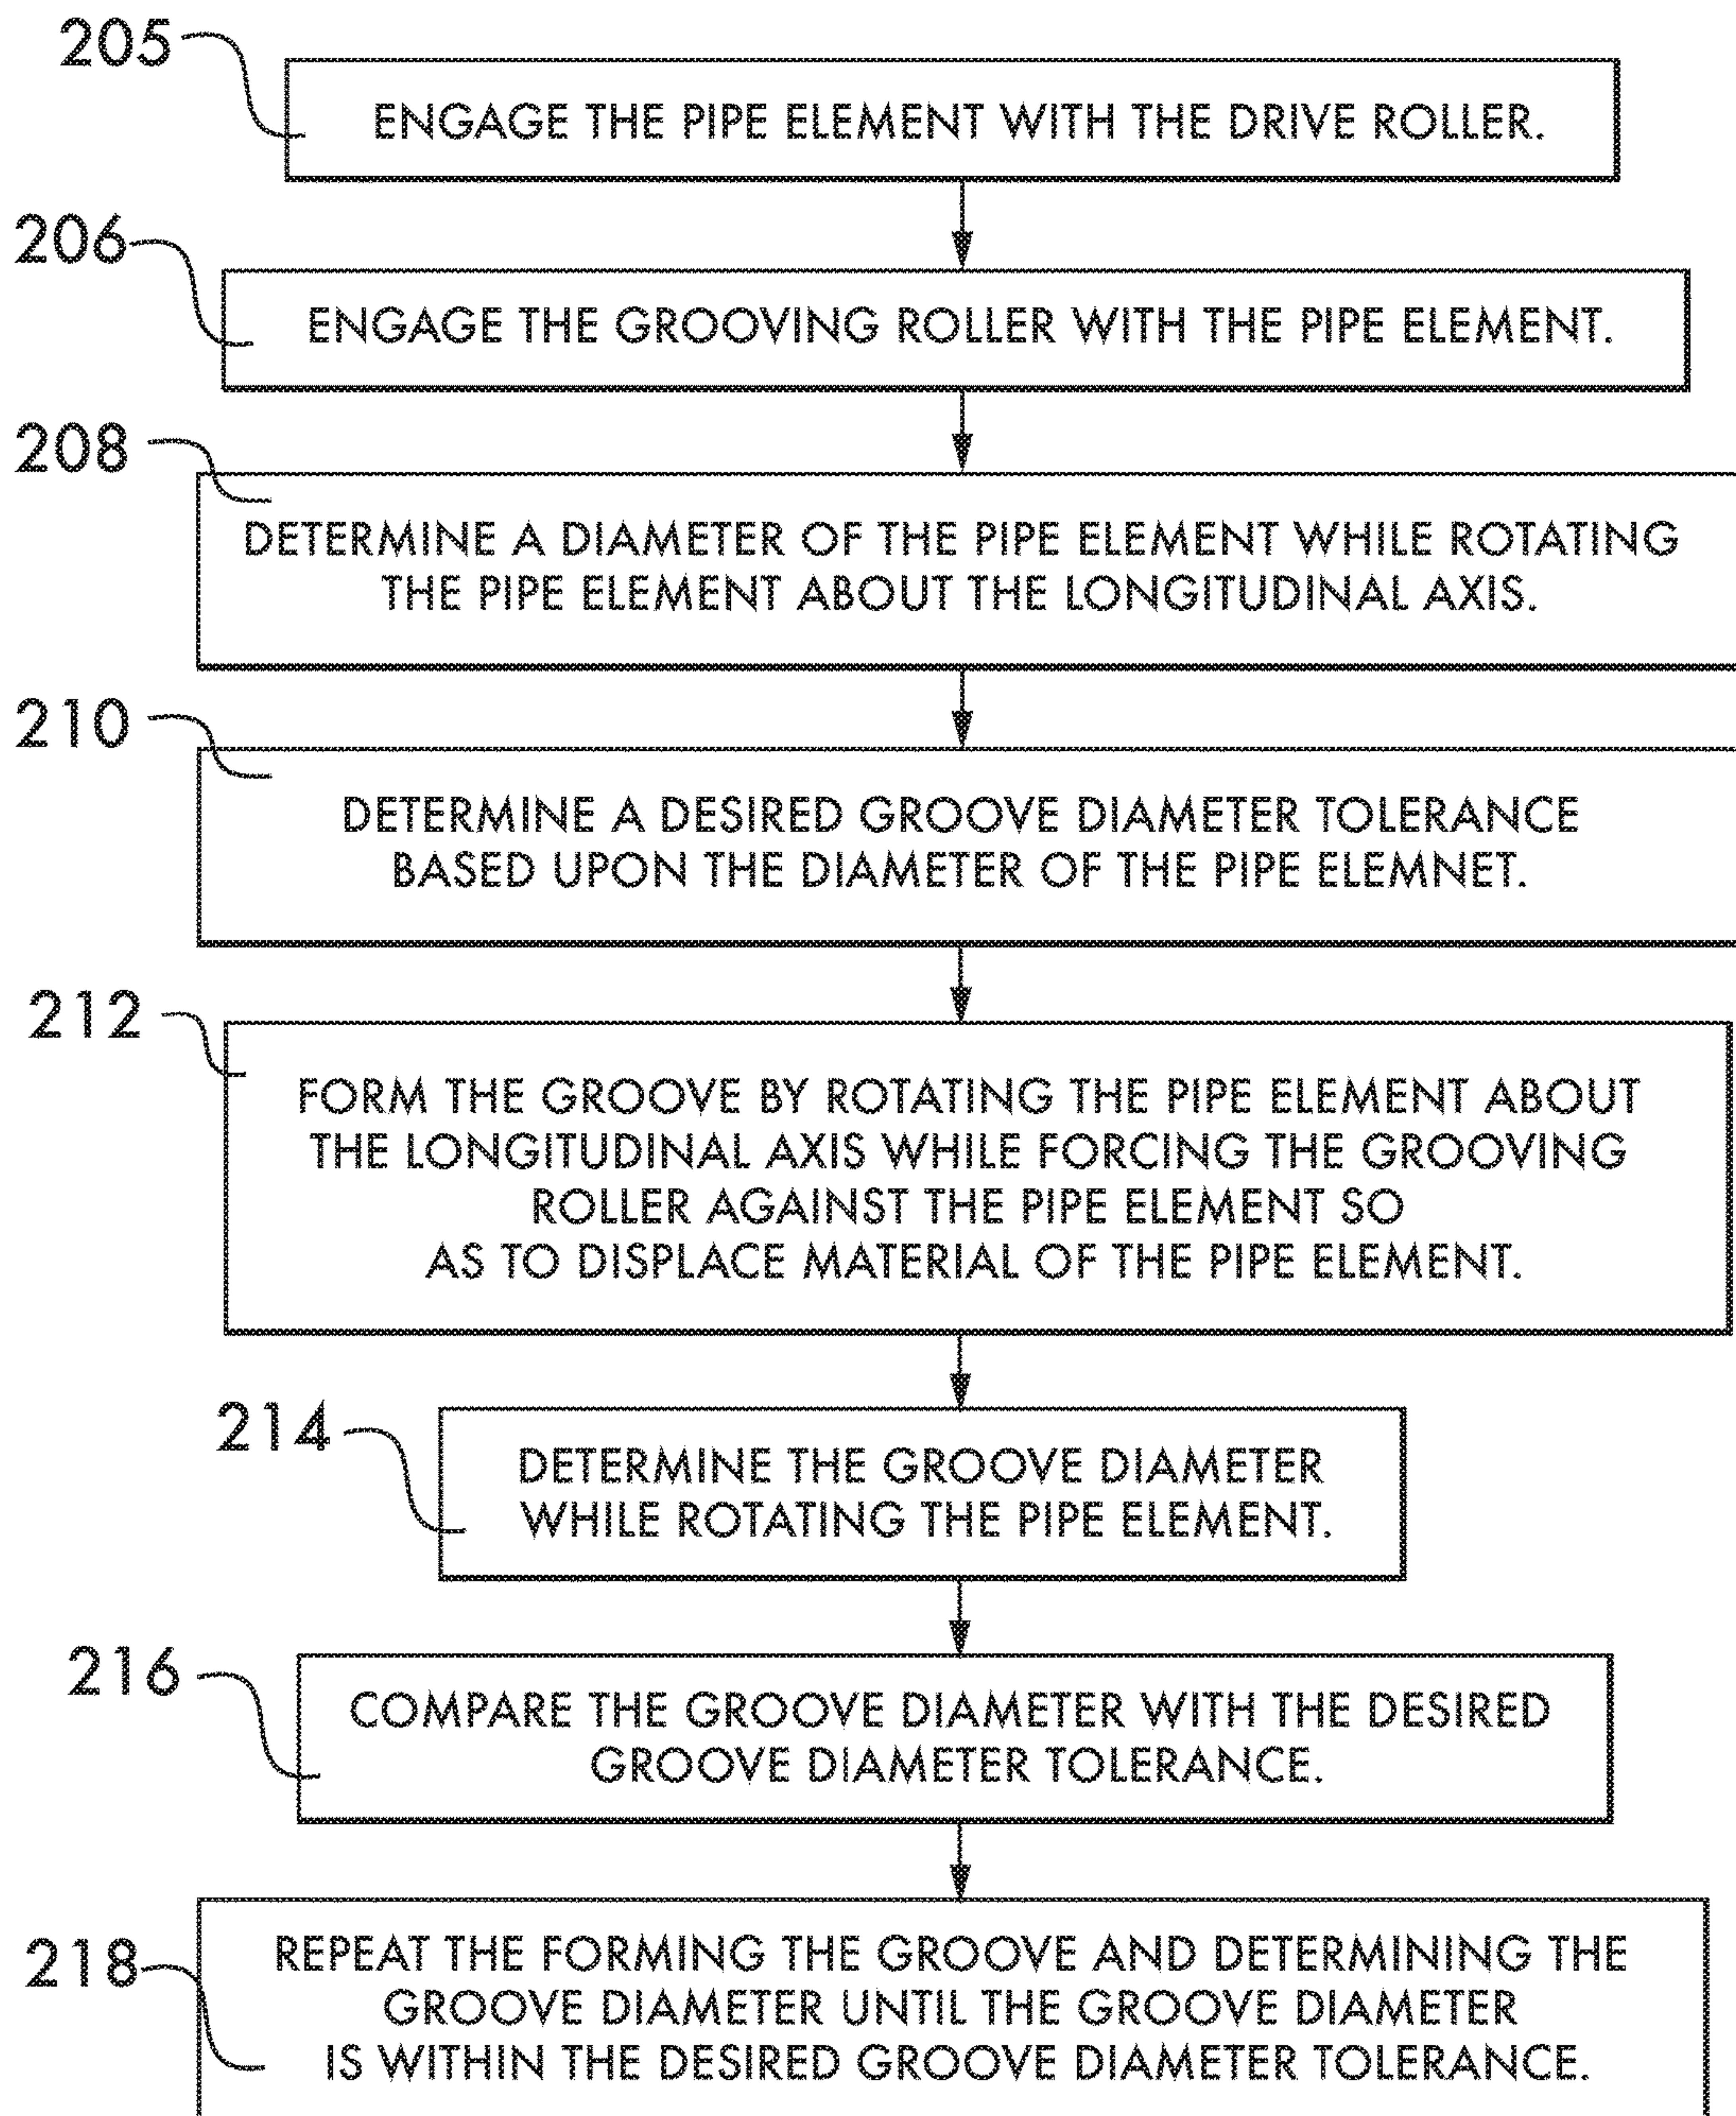 205
ENGAGE THE PIPE ELEMENT WITH THE DRIVE ROLLER.
206
ENGAGE THE GROOVING ROLLER WITH THE PIPE ELEMENT.
208
DETERMINE A DIAMETER OF THE PIPE ELEMENT WHILE ROTATING
THE PIPE ELEMENT ABOUT THE LONGITUDINAL AXIS.
210
DETERMINE A DESIRED GROOVE DIAMETER TOLERANCE
BASED UPON THE DIAMETER OF THE PIPE ELEMNET.
212
FORM THE GROOVE BY ROTATING THE PIPE ELEMENT ABOUT
THE LONGITUDINAL AXIS WHILE FORCING THE GROOVING
ROLLER AGAINST THE PIPE ELEMENT SO
AS TO DISPLACE MATERIAL OF THE PIPE ELEMENT.
214
DETERMINE THE GROOVE DIAMETER
WHILE ROTATING THE PIPE ELEMENT.
216
COMPARE THE GROOVE DIAMETER WITH THE DESIRED
GROOVE DIAMETER TOLERANCE.
218
REPEAT THE FORMING THE GROOVE AND DETERMINING THE
GROOVE DIAMETER UNTIL THE GROOVE DIAMETER
IS WITHIN THE DESIRED GROOVE DIAMETER TOLERANCE.